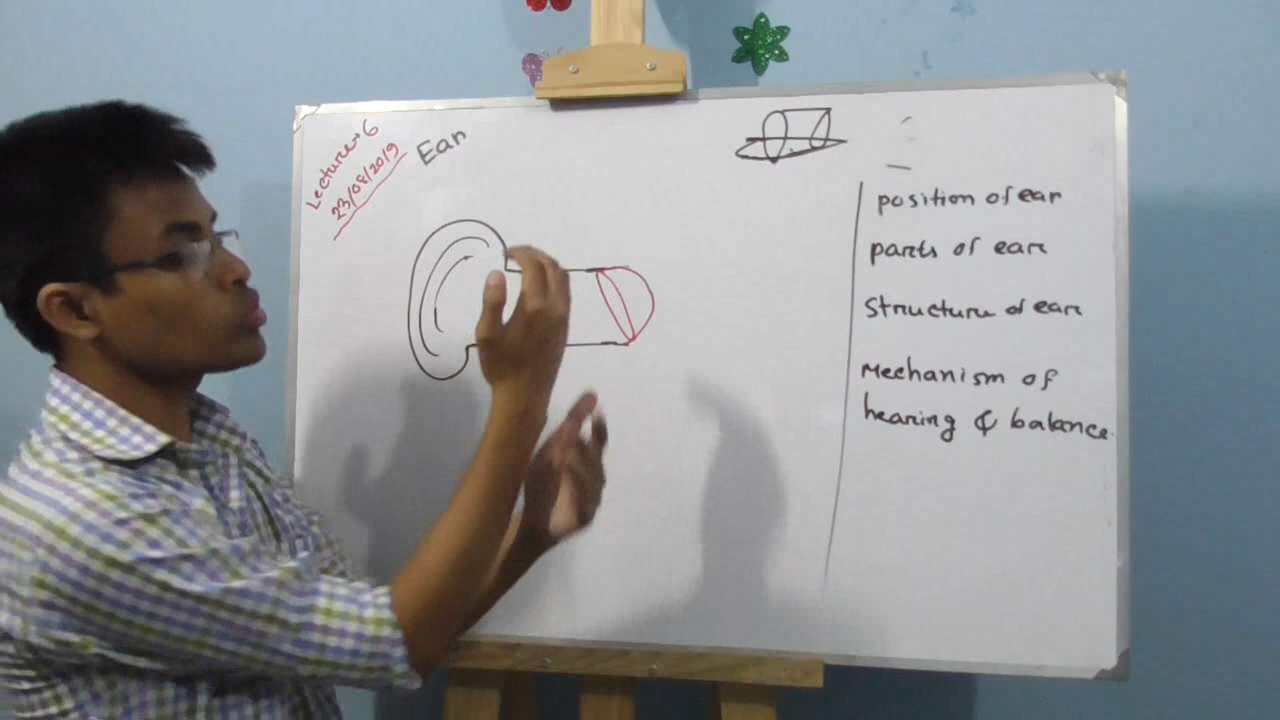 Lecture-6
23/08/2019
Ear
position of ear
parts of ear
Structure of ear
Mechanism of
hearing & balance.